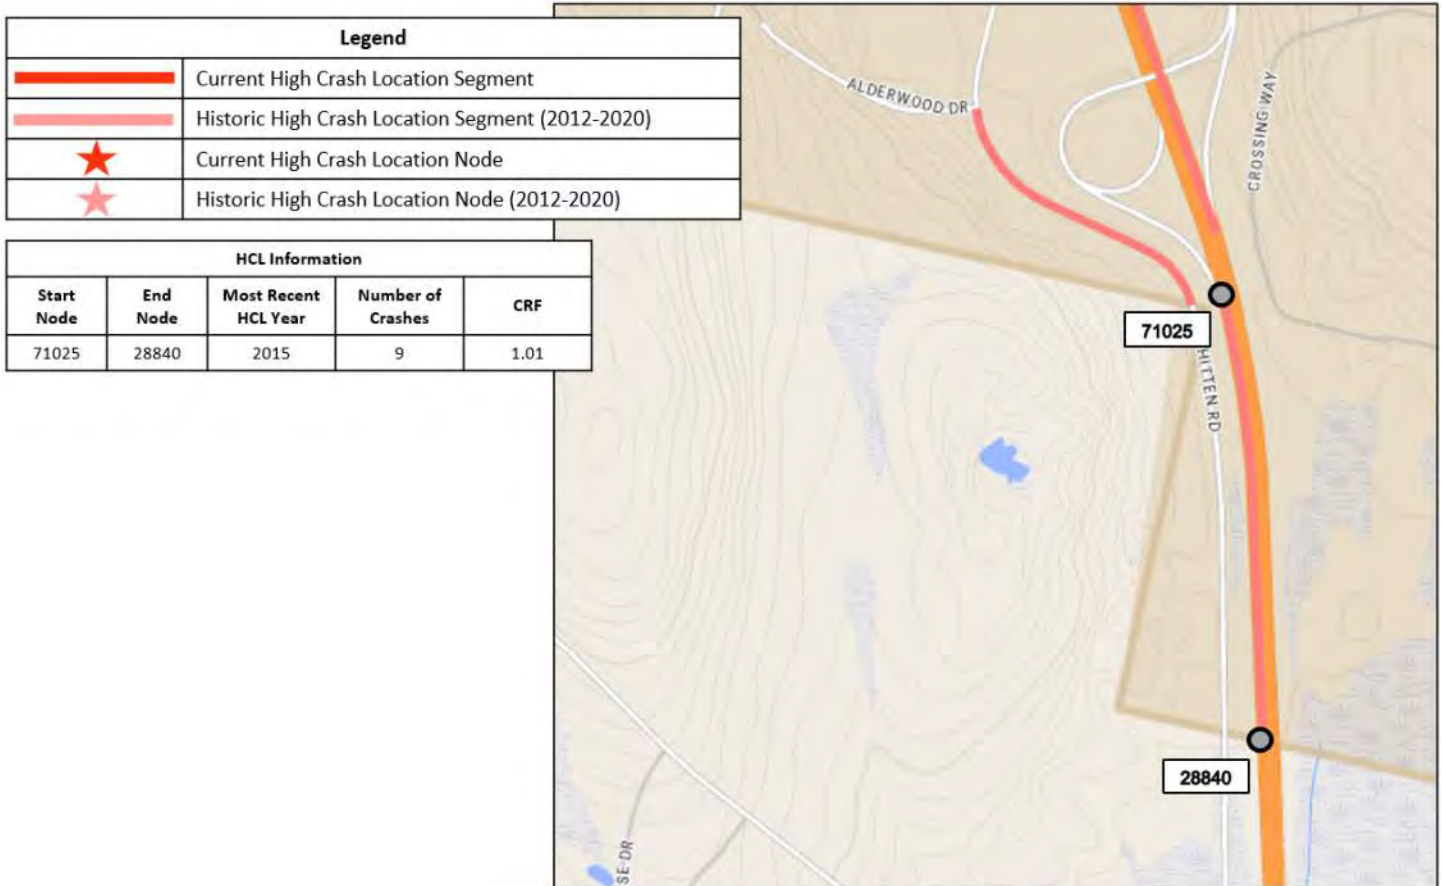 Legend
Current High Crash Location Segment
Historic High Crash Location Segment (2012-2020)
Current High Crash Location Node
Historic High Crash Location Node (2012-2020)
HCL Information
Start Node
End Node
Most Recent HCL Year
Number of Crashes
CRF
71025
28840
2015
9
1.01
ALDERWOOD DR
CROSSING WAY
71025
HITTEN RD
28840
SE DR